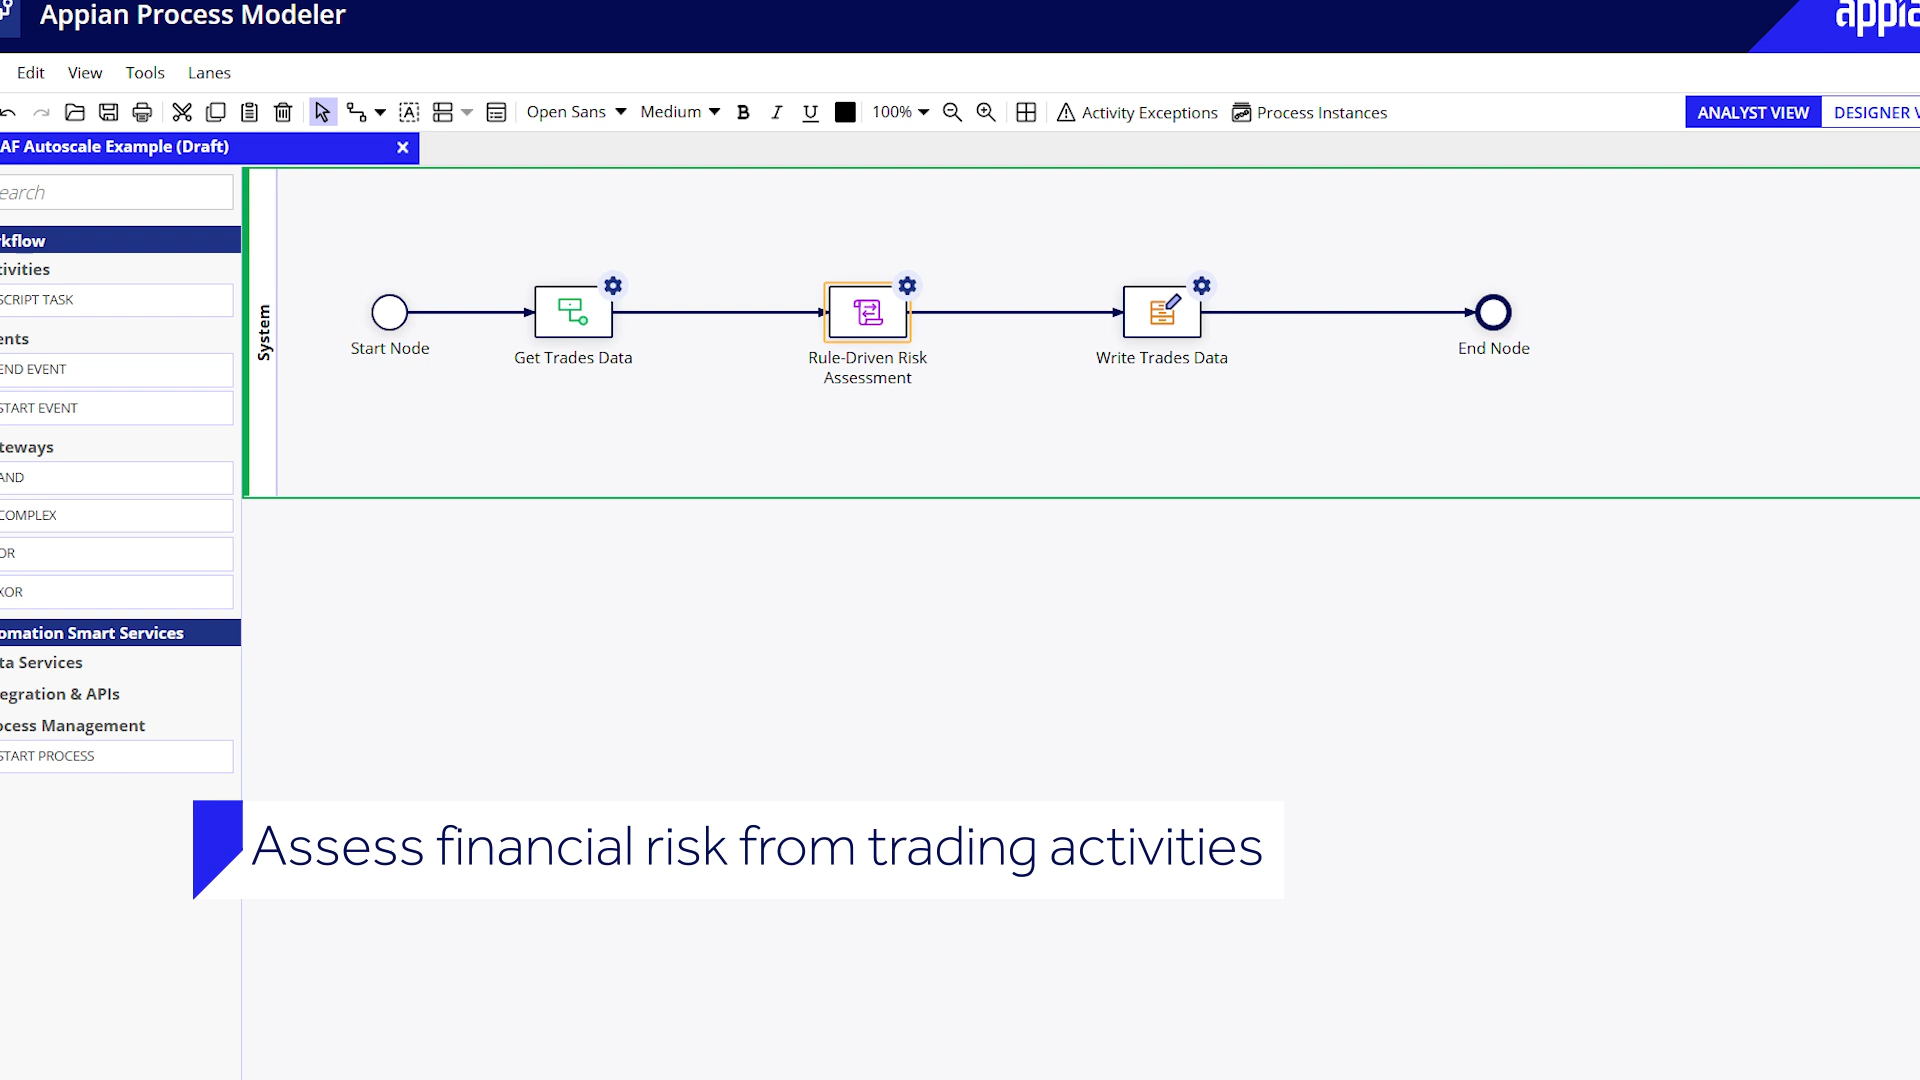 Appian Process Modeler
appia
Edit View Tools Lanes
Open Sans Medium B I U 100% Activity Exceptions Process Instances ANALYST VIEW DESIGNER V
AF Autoscale Example (Draft)
earch
kflow
ivities
SCRIPT TASK
ents
END EVENT
START EVENT
teways
AND
COMPLEX
OR
XOR
omation Smart Services
ta Services
egration & APIs
ocess Management
START PROCESS
System
Start Node
Get Trades Data
Rule-Driven Risk
Assessment
Write Trades Data
End Node
Assess financial risk from trading activities